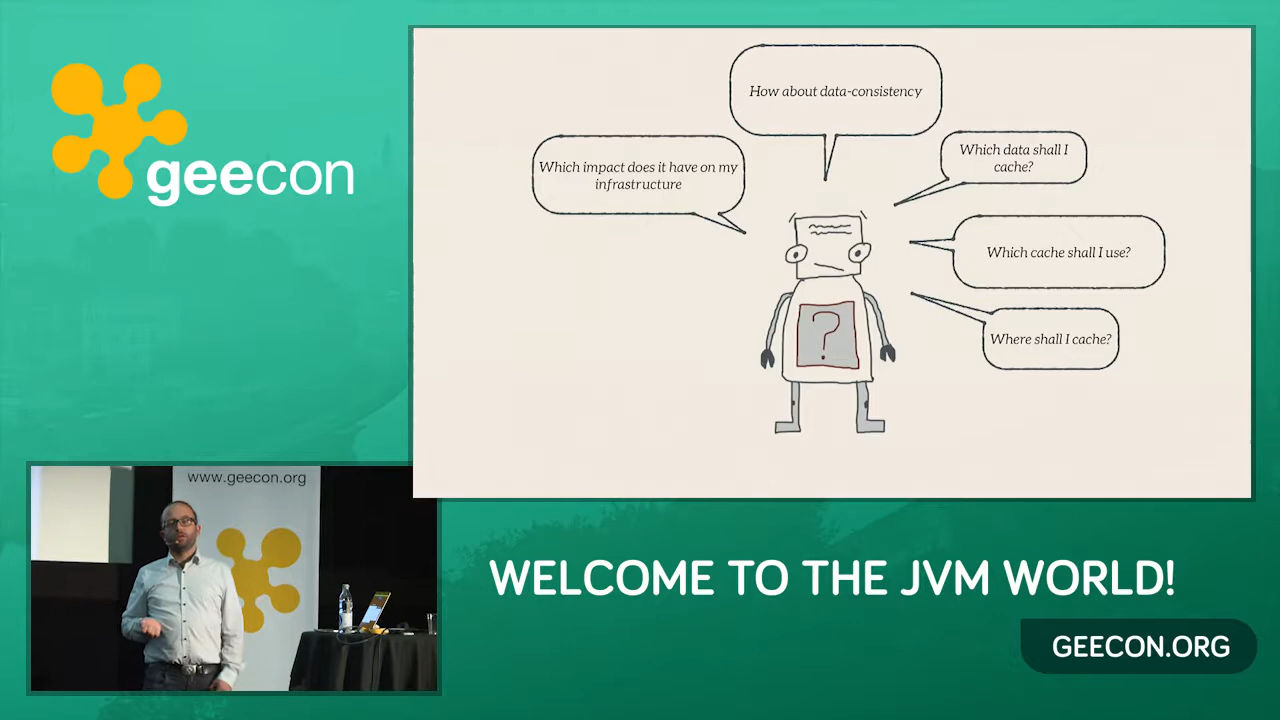 geecon
How about data-consistency
Which impact does it have on my
infrastructure
Which data shall I
cache?
Which cache shall I use?
?
Where shall I cache?
www.geecon.org
WELCOME TO THE JVM WORLD!
GEECON.ORG